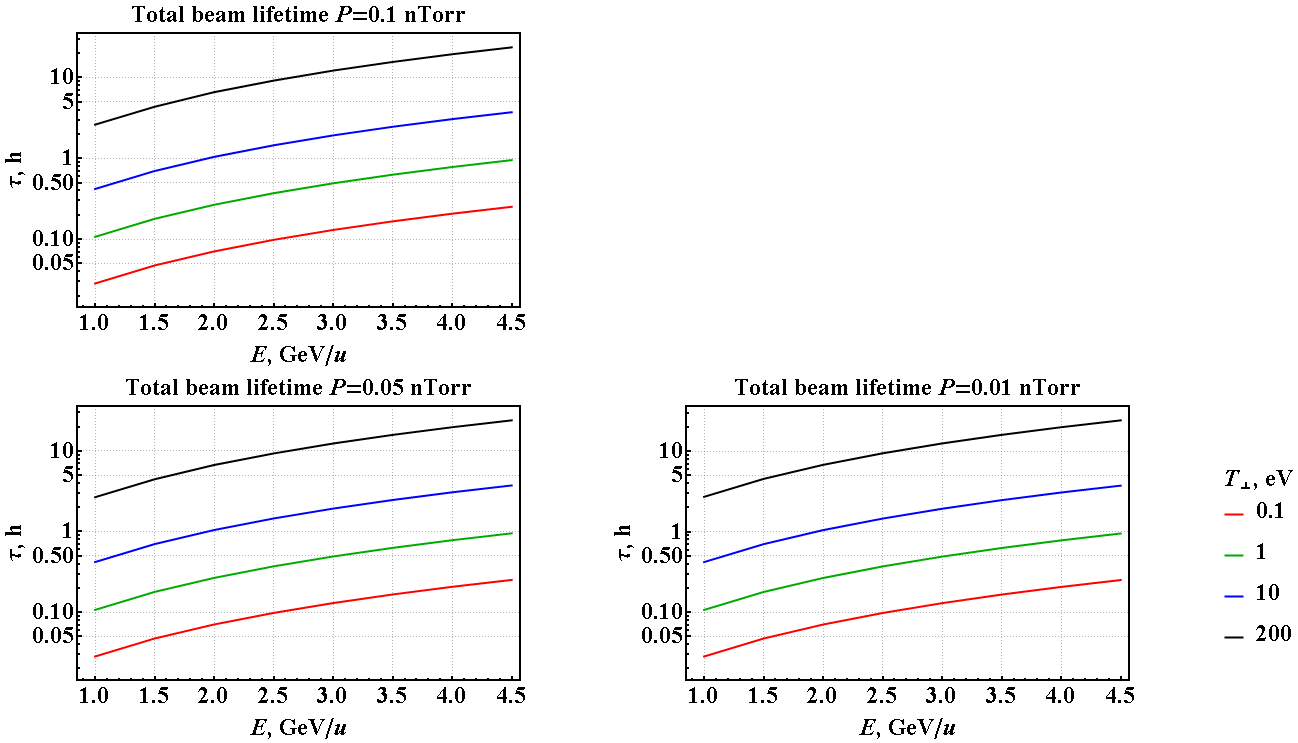 Total beam lifetime P=0.1 nTorr
10
5
1
0.50
0.10
0.05
τ, h
1.0 1.5 2.0 2.5 3.0 3.5 4.0 4.5
E, GeV/u
Total beam lifetime P=0.05 nTorr
10
5
1
0.50
0.10
0.05
τ, h
1.0 1.5 2.0 2.5 3.0 3.5 4.0 4.5
E, GeV/u
Total beam lifetime P=0.01 nTorr
10
5
1
0.50
0.10
0.05
τ, h
1.0 1.5 2.0 2.5 3.0 3.5 4.0 4.5
E, GeV/u
T⊥, eV
0.1
1
10
200